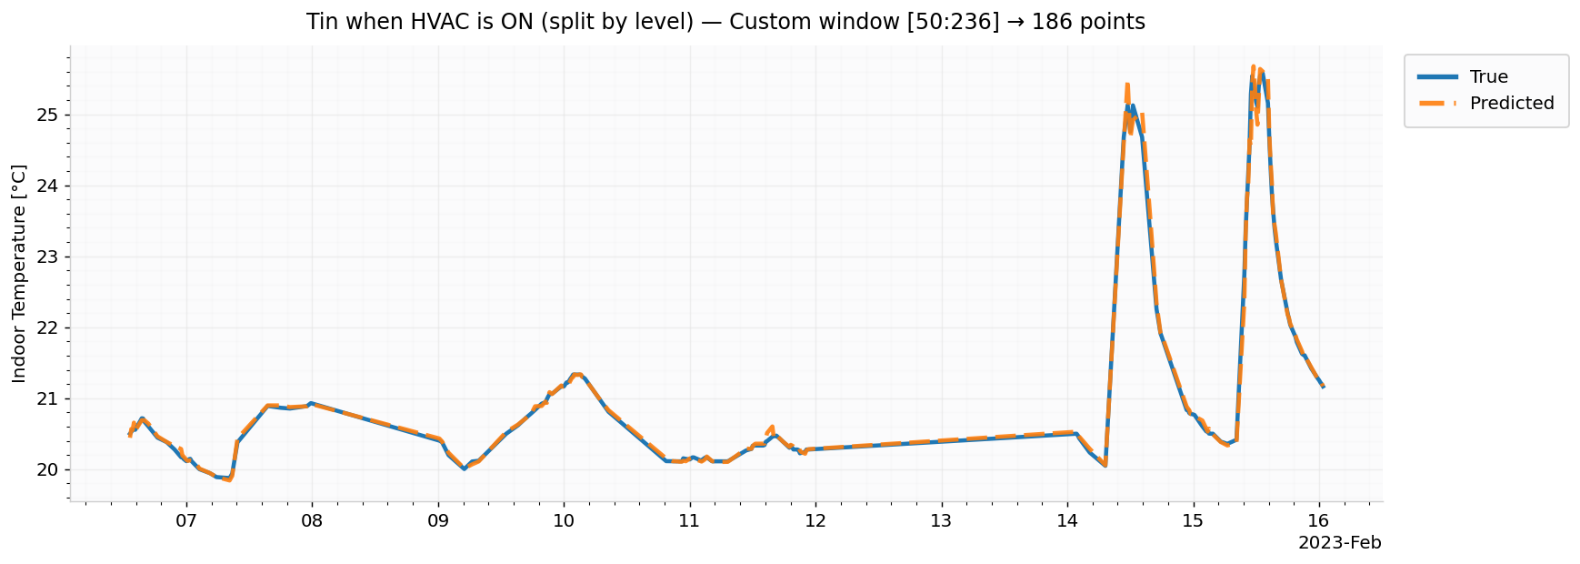 Tin when HVAC is ON (split by level) — Custom window [50:236] → 186 points
True
Predicted
Indoor Temperature [°C]
25
24
23
22
21
20
07 08 09 10 11 12 13 14 15 16
2023-Feb